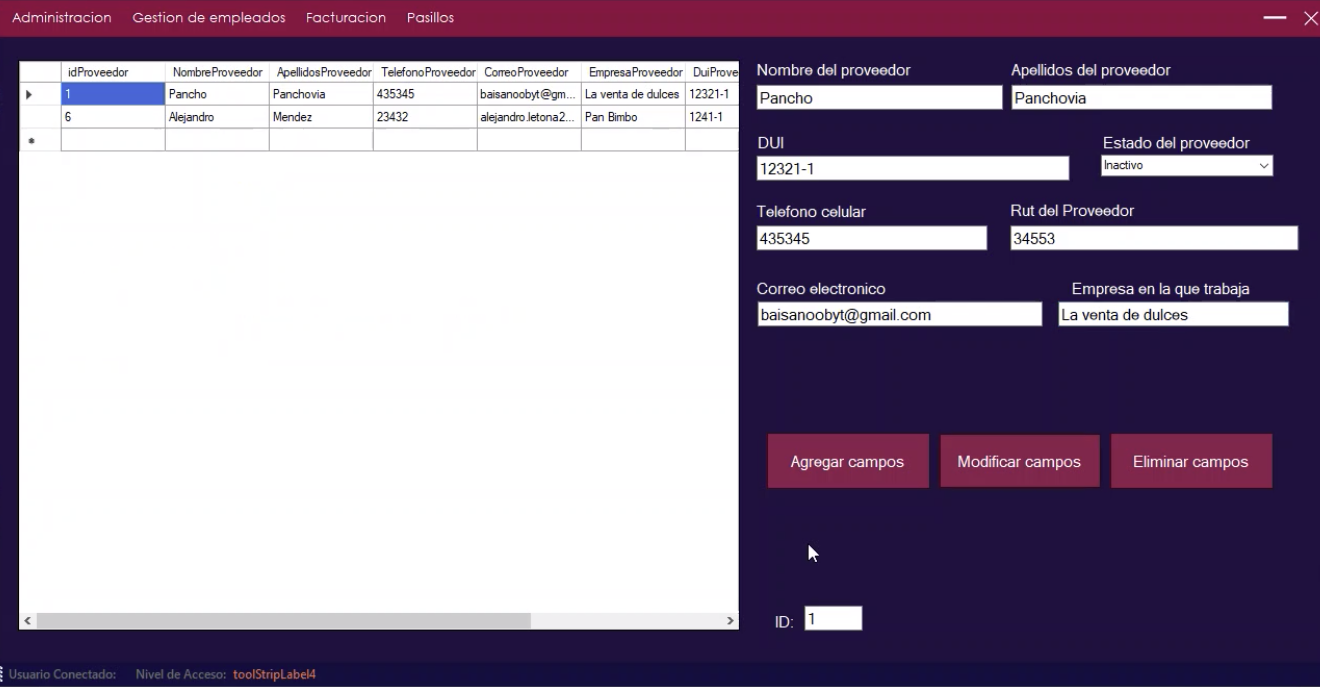 Administracion Gestion de empleados Facturacion Pasillos
idProveedor NombreProveedor ApellidosProveedor TelefonoProveedor CorreoProveedor EmpresaProveedor DuiProve
1 Pancho Panchovia 435345 baisanoobyt@gm... La venta de dulces 12321-1
6 Alejandro Mendez 23432 alejandro.letona2... Pan Bimbo 1241-1
Nombre del proveedor Apellidos del proveedor
Pancho Panchovia
DUI Estado del proveedor
12321-1 Inactivo
Telefono celular Rut del Proveedor
435345 34553
Correo electronico Empresa en la que trabaja
baisanoobyt@gmail.com La venta de dulces
Agregar campos Modificar campos Eliminar campos
ID: 1
Usuario Conectado: Nivel de Acceso: toolStripLabel4